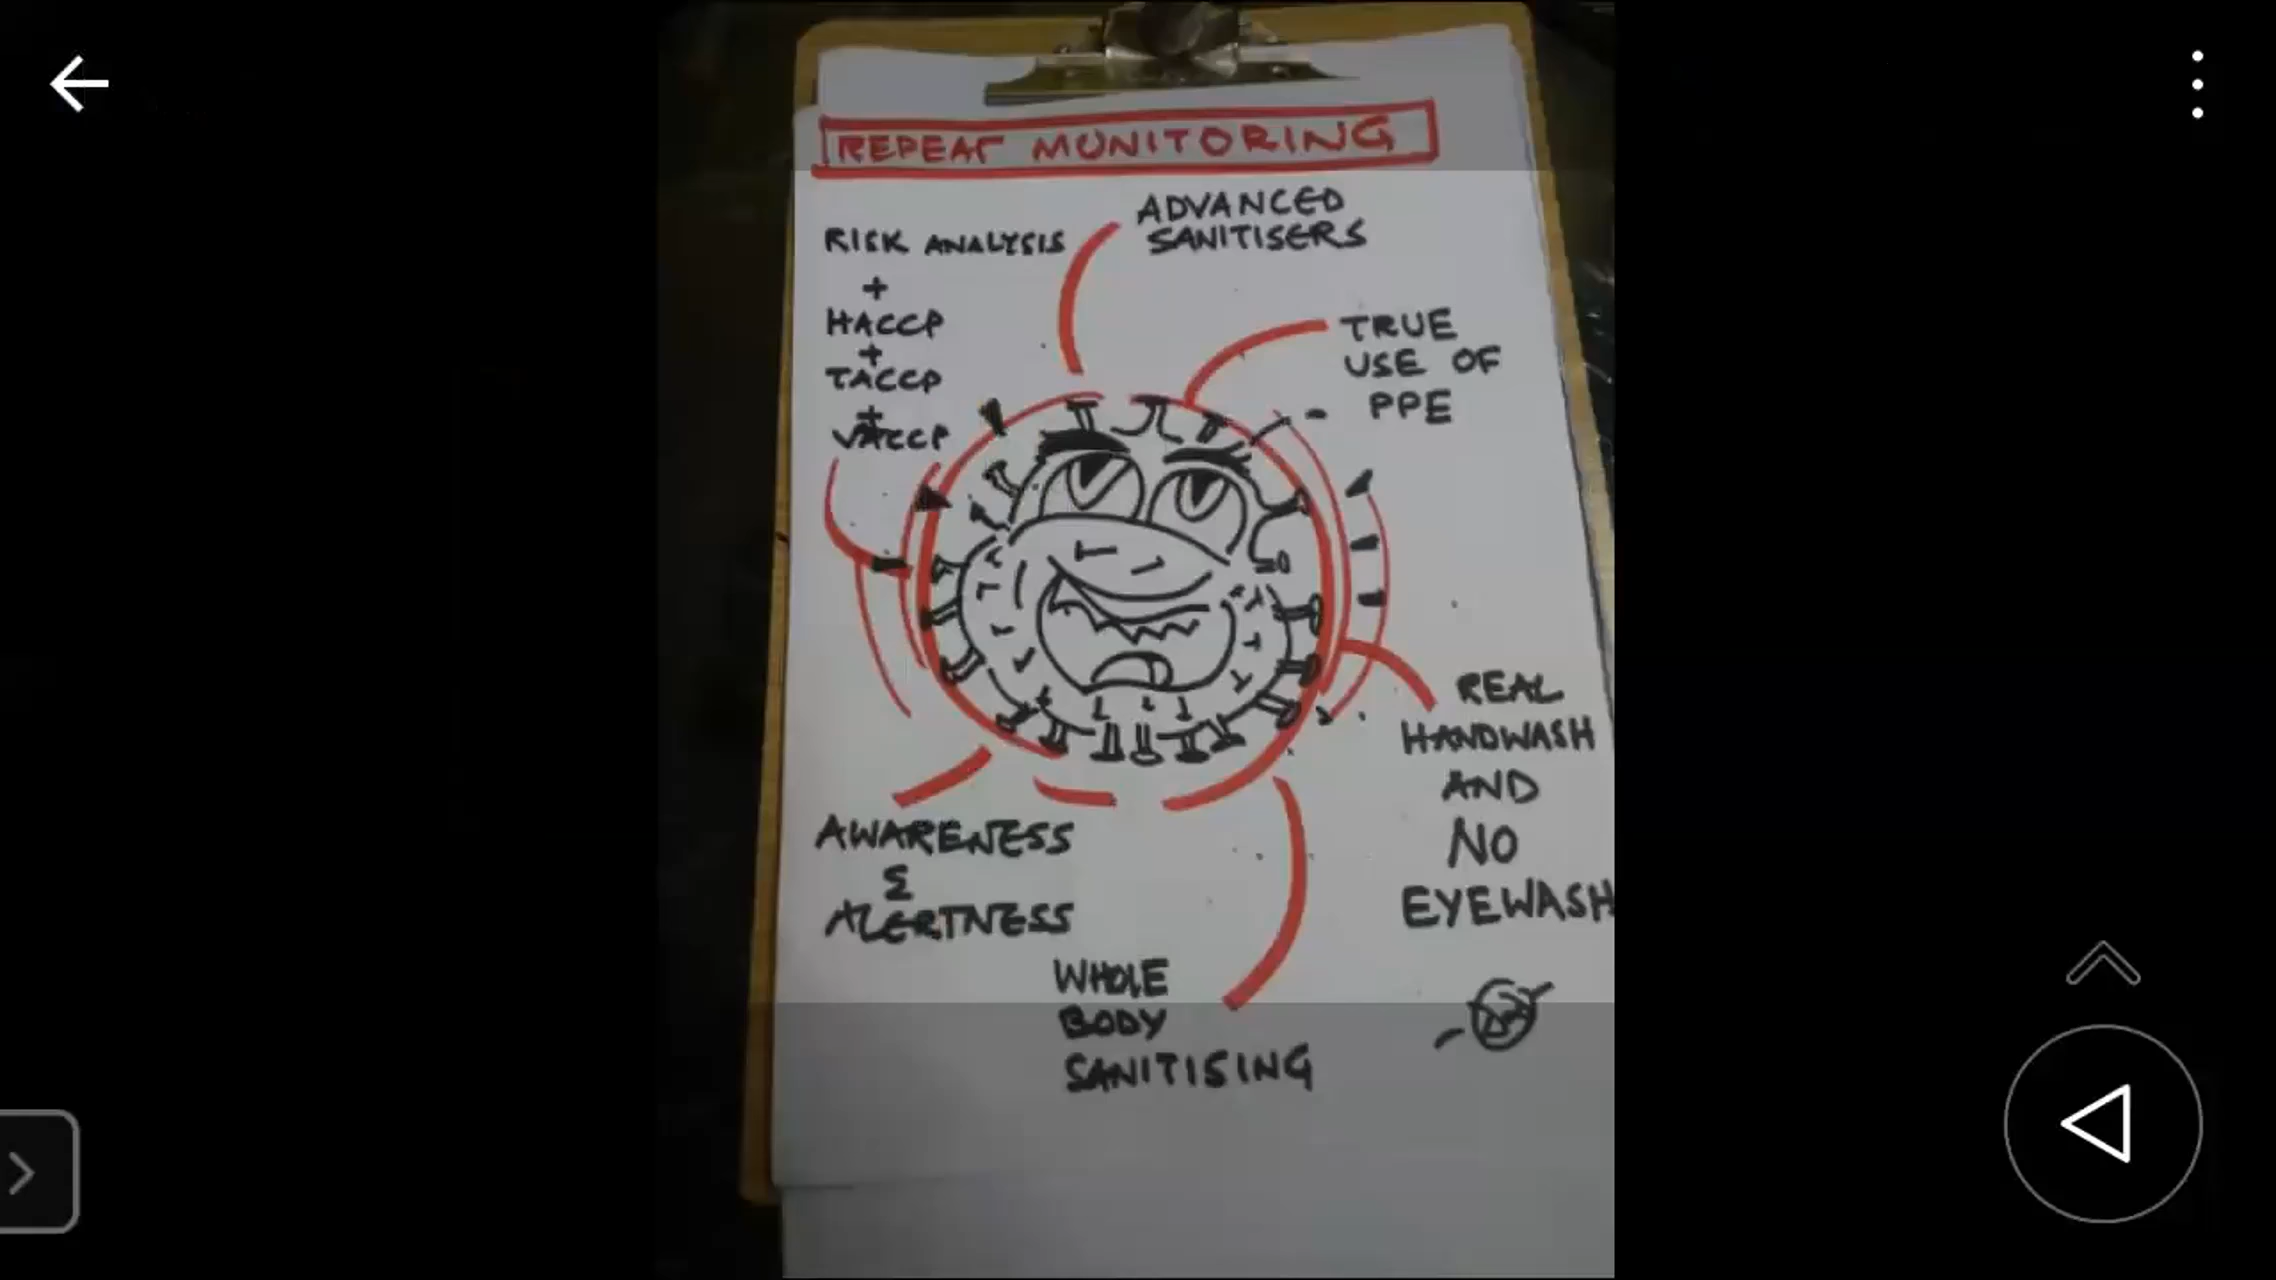 REPEAT MUNITORING
ADVANCED
SANITISERS
RISK ANALYSIS
+
HACCP
+
TACCP
+
VACCP
TRUE
USE OF
PPE
REAL
HANDWASH
AND
NO
EYEWASH
AWARENESS
&
ALERTNESS
WHOLE
BODY
SANITISING